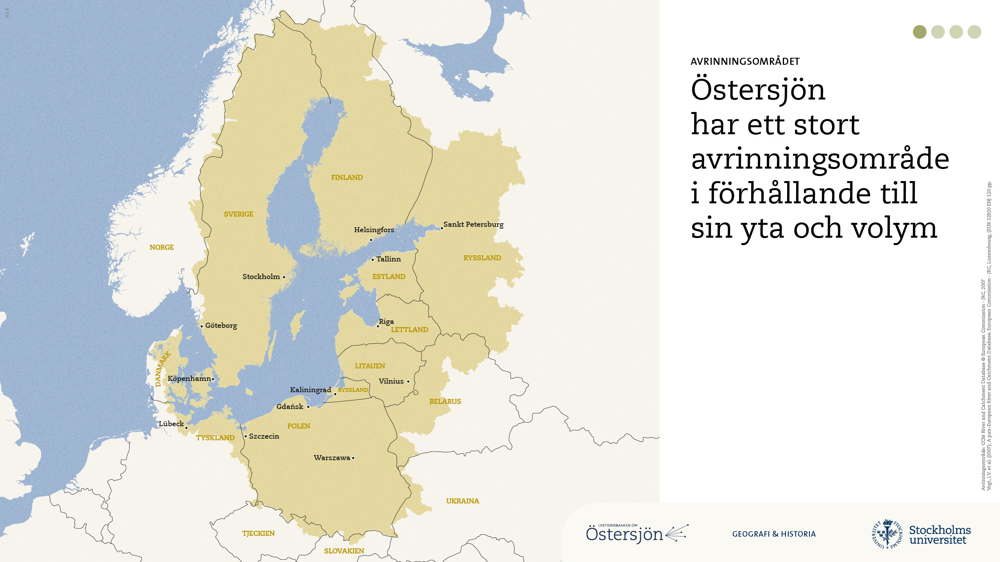 V1.0
AVRINNINGSOMRÅDET
Östersjön
har ett stort
avrinningsområde
i förhållande till
sin yta och volym
FINLAND
SVERIGE
Helsingfors
Sankt Petersburg
NORGE
Tallinn
RYSSLAND
Stockholm
ESTLAND
Göteborg
Riga
LETTLAND
DANMARK
LITAUEN
Köpenhamn
Vilnius
Kaliningrad
RYSSLAND
BELARUS
Gdańsk
Lübeck
POLEN
TYSKLAND
Szczecin
Warszawa
UKRAINA
TJECKIEN
SLOVAKIEN
Avrinningsområde: CCM River and Catchment Database © European Commission - JRC, 2007
Vogt, J.V. et al. (2007): A pan-European River and Catchment Database. European Commission - JRC, Luxembourg, (EUR 22920 EN) 120 pp.
LEKTIONSBANKEN OM
Östersjön
GEOGRAFI & HISTORIA
STOCKHOLMS UNIVERSITET
Stockholms
universitet